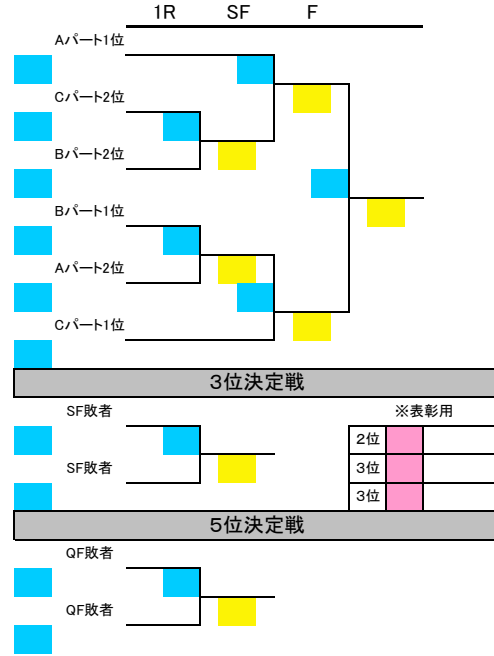 1R SF F
Aパート1位
Cパート2位
Bパート2位
Bパート1位
Aパート2位
Cパート1位
3位決定戦
SF敗者 ※表彰用
2位
SF敗者 3位
3位
5位決定戦
QF敗者
QF敗者